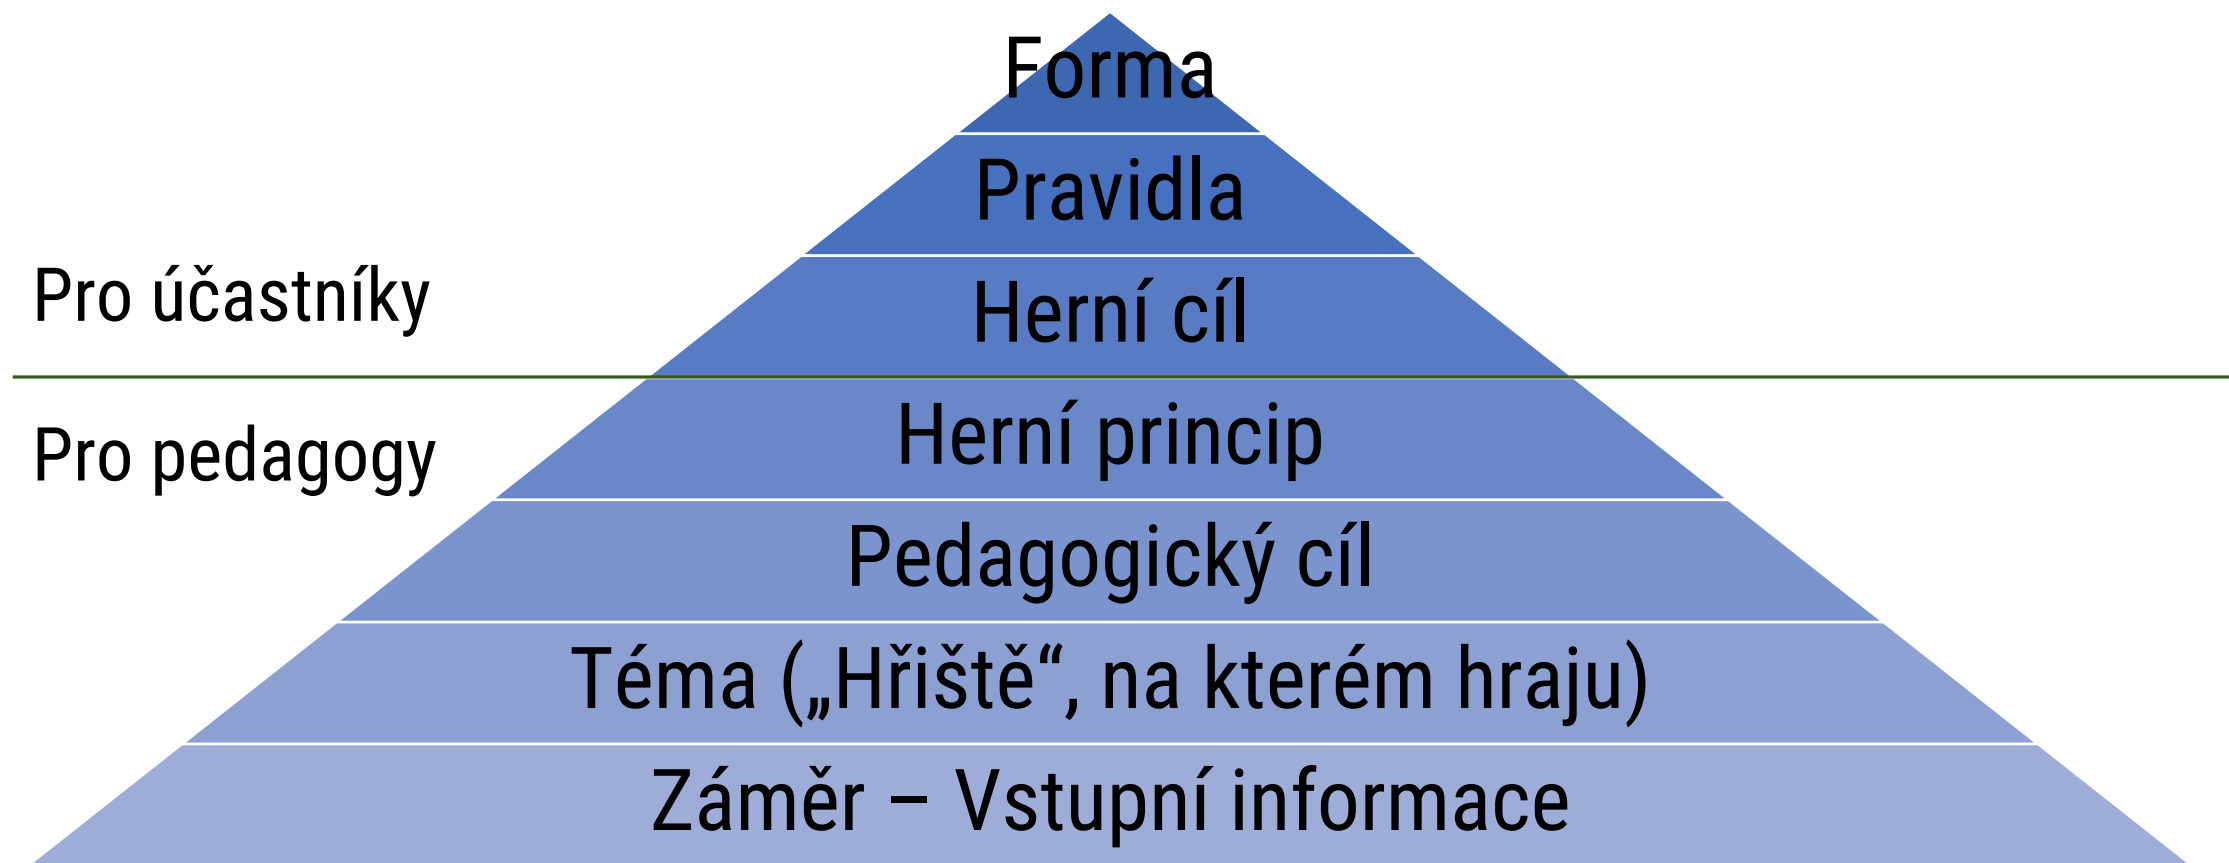 Forma
Pravidla
Pro účastníky
Herní cíl
Herní princip
Pro pedagogy
Pedagogický cíl
Téma („Hřiště“, na kterém hraju)
Záměr – Vstupní informace